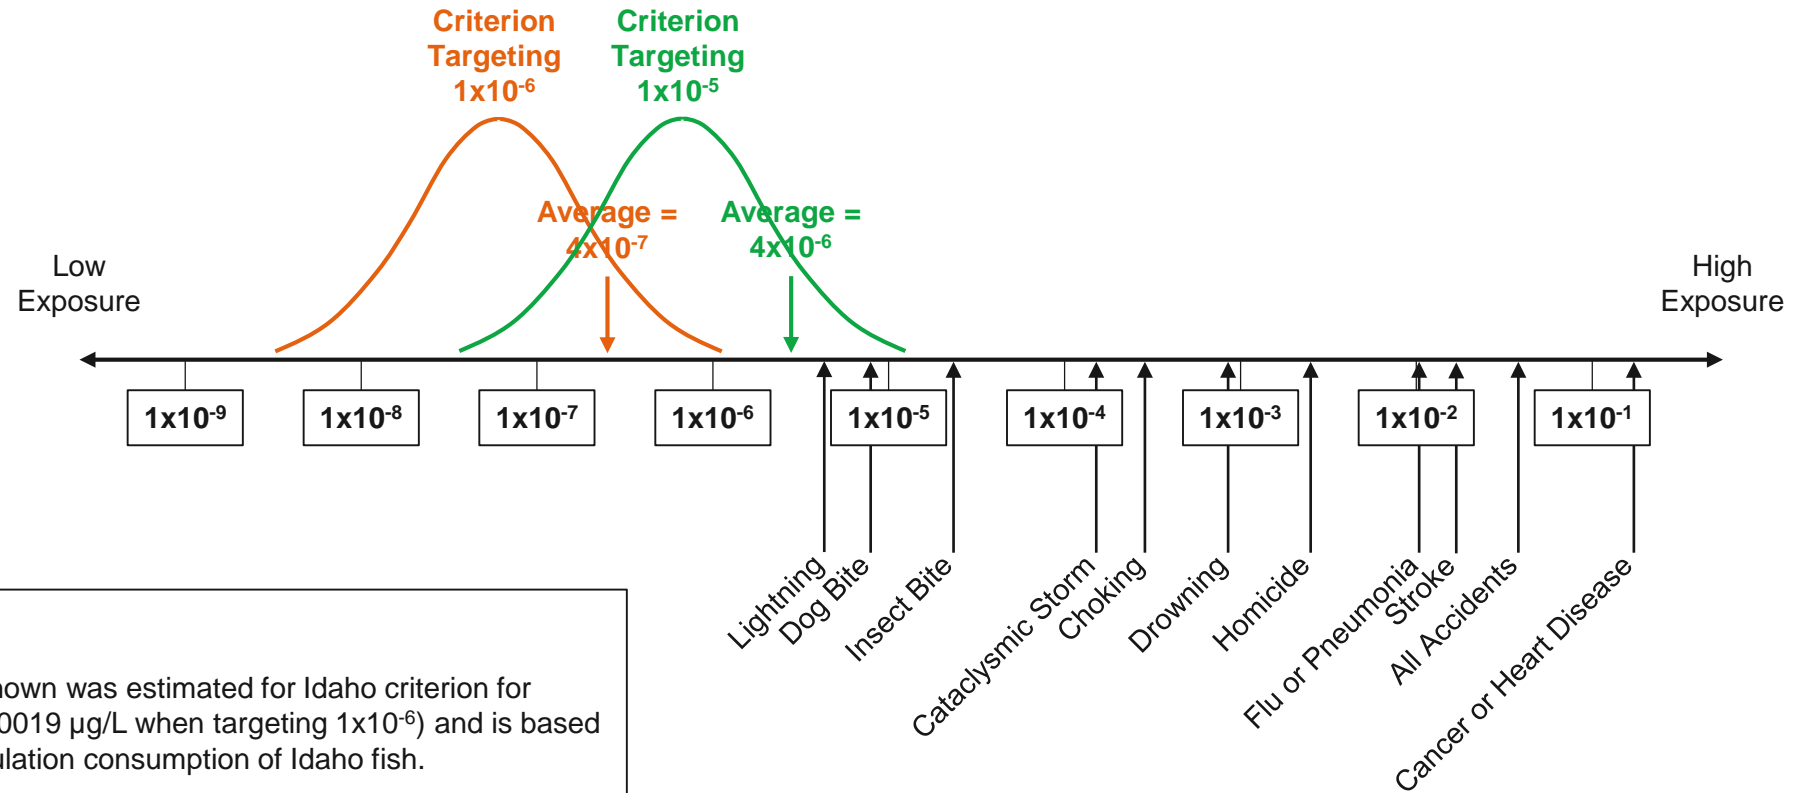 Criterion
Targeting
1x10⁻⁶
Criterion
Targeting
1x10⁻⁵
Average =
4x10⁻⁷
Average =
4x10⁻⁶
Low
Exposure
High
Exposure
1x10⁻⁹
1x10⁻⁸
1x10⁻⁷
1x10⁻⁶
1x10⁻⁵
1x10⁻⁴
1x10⁻³
1x10⁻²
1x10⁻¹
Lightning
Dog Bite
Insect Bite
Cataclysmic Storm
Choking
Drowning
Homicide
Flu or Pneumonia
Stroke
All Accidents
Cancer or Heart Disease
was estimated for Idaho criterion for
0019 µg/L when targeting 1x10⁻⁶) and is based
consumption of Idaho fish.